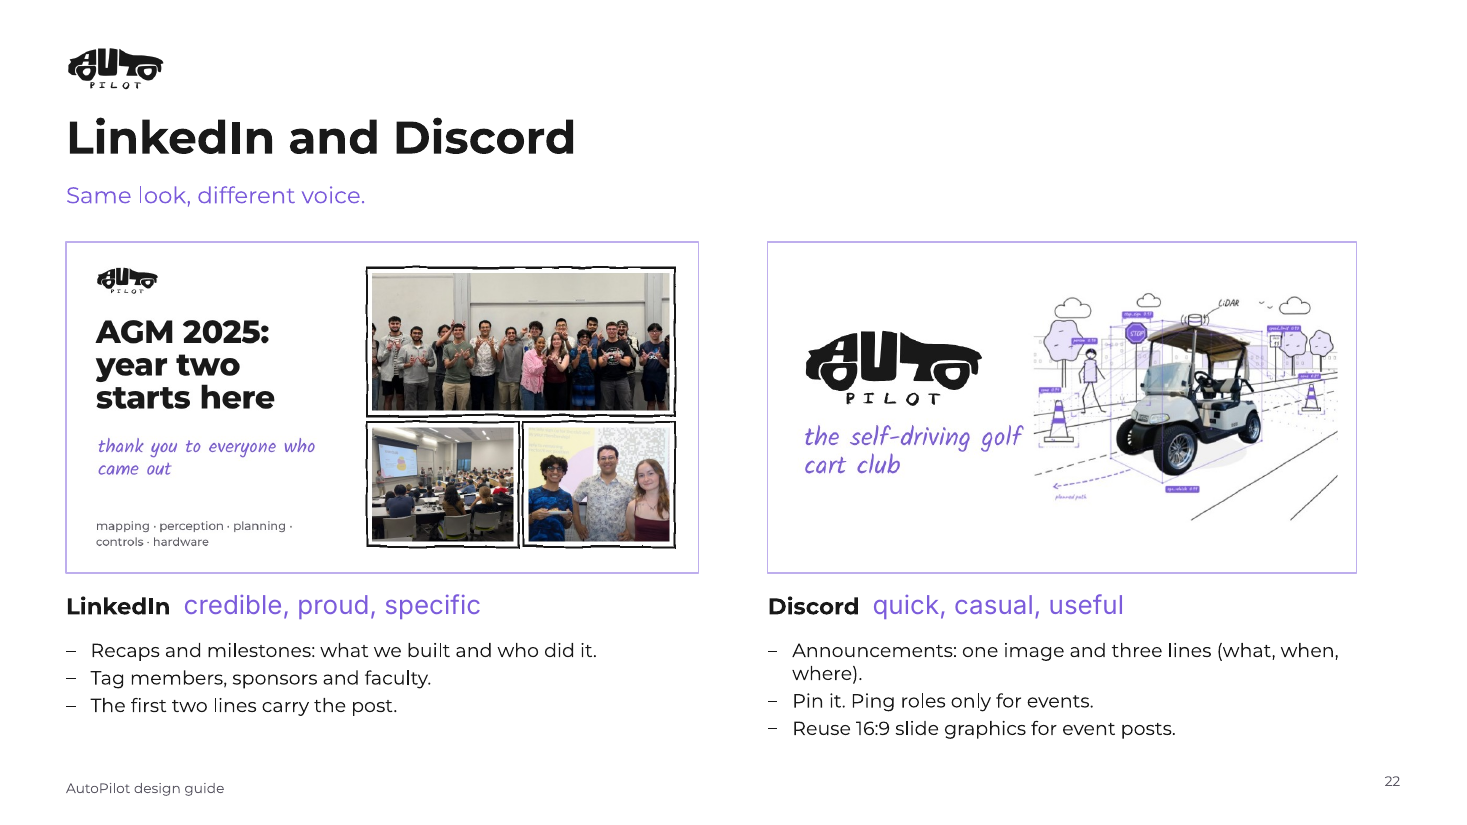 AUTO
PILOT
LinkedIn and Discord
Same look, different voice.
AUTO
PILOT
AGM 2025:
year two
starts here
thank you to everyone who
came out
mapping · perception · planning ·
controls · hardware
AUTO
PILOT
the self-driving golf
cart club
LiDAR
STOP
planned path
LinkedIn credible, proud, specific
– Recaps and milestones: what we built and who did it.
– Tag members, sponsors and faculty.
– The first two lines carry the post.
Discord quick, casual, useful
– Announcements: one image and three lines (what, when,
where).
– Pin it. Ping roles only for events.
– Reuse 16:9 slide graphics for event posts.
AutoPilot design guide
22